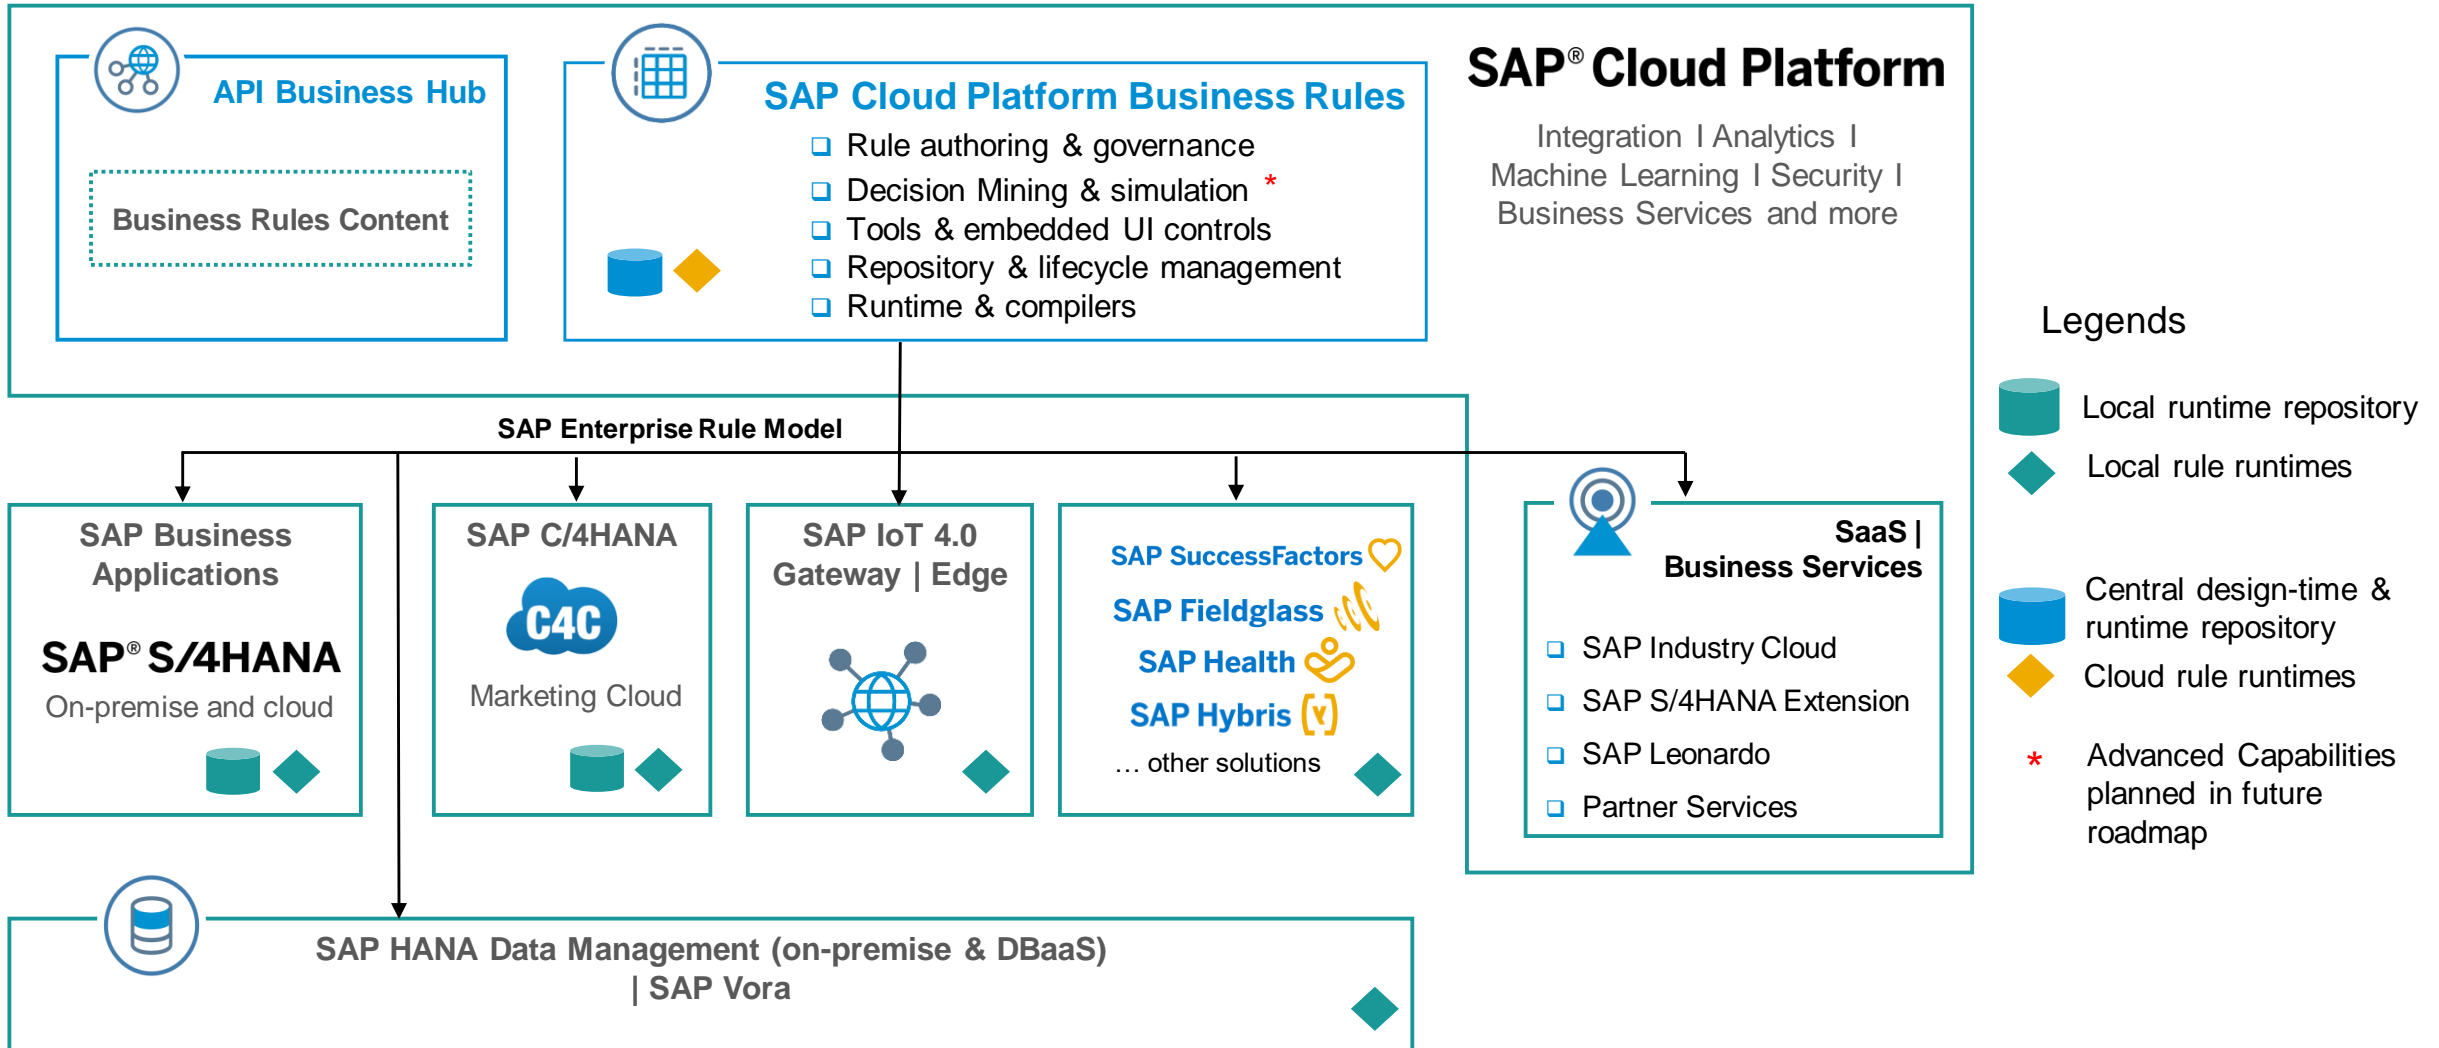 API Business Hub
Business Rules Content
SAP Cloud Platform Business Rules
Rule authoring & governance
Decision Mining & simulation *
Tools & embedded UI controls
Repository & lifecycle management
Runtime & compilers
SAP® Cloud Platform
Integration I Analytics I
Machine Learning I Security I
Business Services and more
SAP Enterprise Rule Model
SAP Business
Applications
SAP® S/4HANA
On-premise and cloud
SAP C/4HANA
C4C
Marketing Cloud
SAP IoT 4.0
Gateway | Edge
SAP SuccessFactors
SAP Fieldglass
SAP Health
SAP Hybris
… other solutions
SaaS |
Business Services
SAP Industry Cloud
SAP S/4HANA Extension
SAP Leonardo
Partner Services
SAP HANA Data Management (on-premise & DBaaS)
| SAP Vora
Legends
Local runtime repository
Local rule runtimes
Central design-time &
runtime repository
Cloud rule runtimes
* Advanced Capabilities
planned in future
roadmap